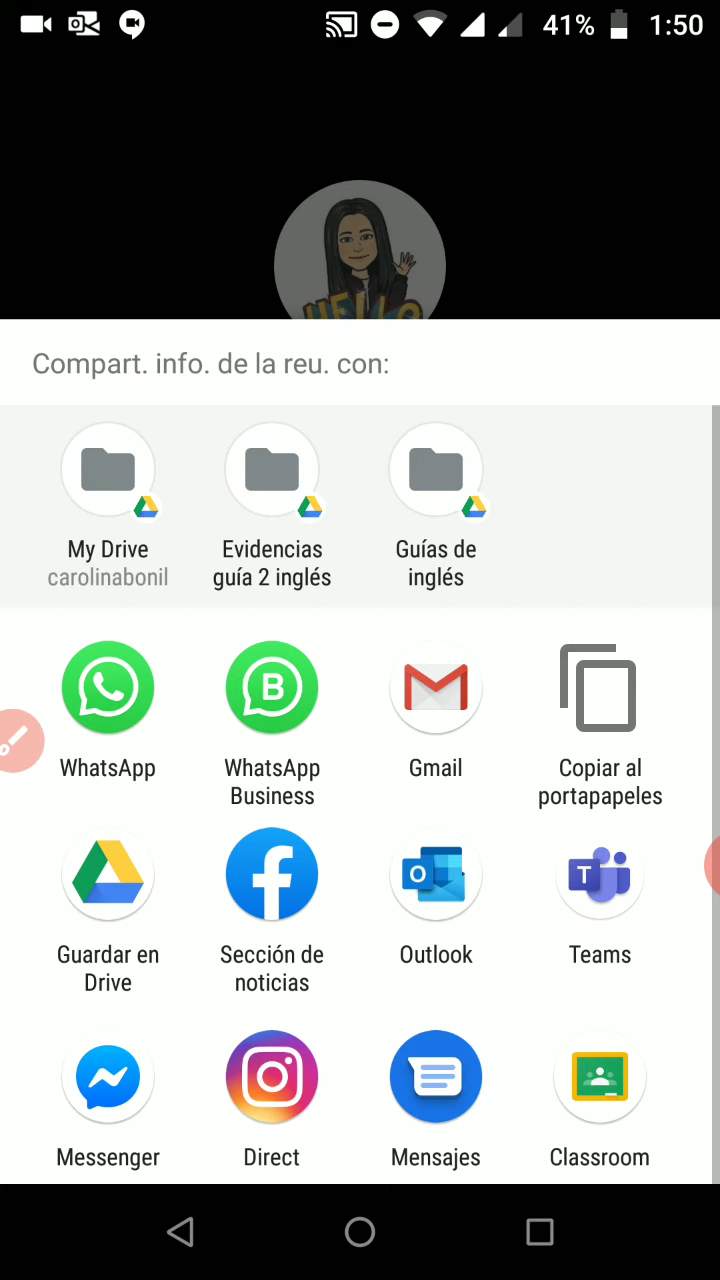 41% 1:50
HELLO
Compart. info. de la reu. con:
My Drive
carolinabonil
Evidencias
guía 2 inglés
Guías de
inglés
WhatsApp
WhatsApp
Business
Gmail
Copiar al
portapapeles
Guardar en
Drive
Sección de
noticias
Outlook
Teams
Messenger
Direct
Mensajes
Classroom